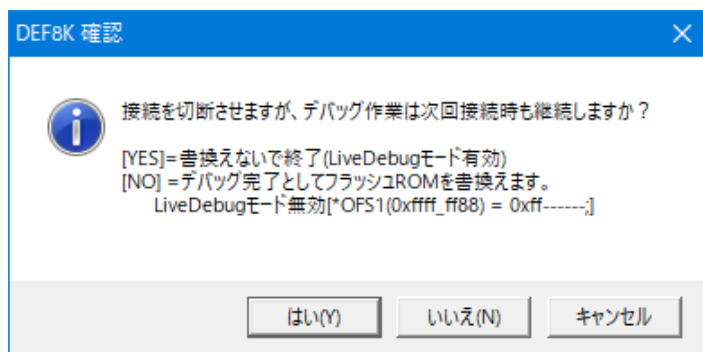 DEF8K 確認
接続を切断させますが、デバッグ作業は次回接続時も継続しますか？
[YES]=書換えないで終了(LiveDebugモード有効)
[NO] =デバッグ完了としてフラッシュROMを書換えます。
LiveDebugモード無効[*OFS1(0xffff_ff88) = 0xff------;]
はい(Y)
いいえ(N)
キャンセル